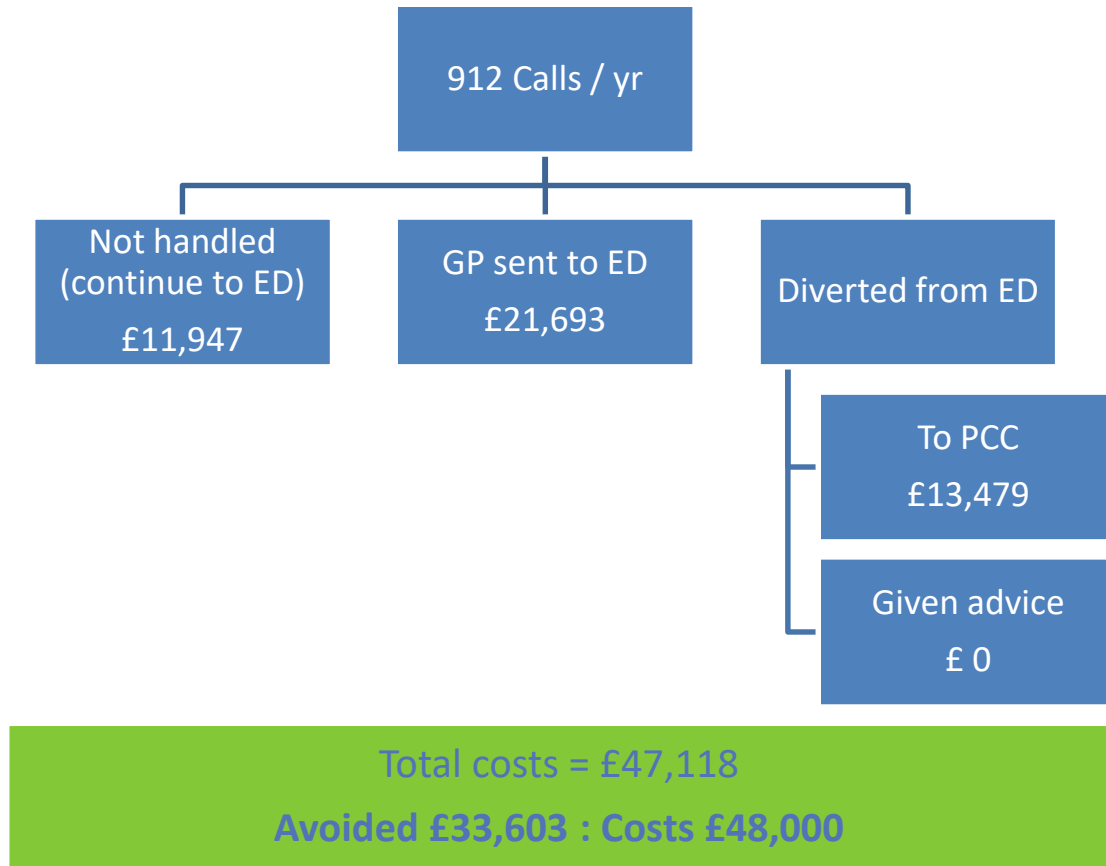 912 Calls / yr
Not handled
(continue to ED)
£11,947
GP sent to ED
£21,693
Diverted from ED
To PCC
£13,479
Given advice
£ 0
Total costs = £47,118
Avoided £33,603 : Costs £48,000